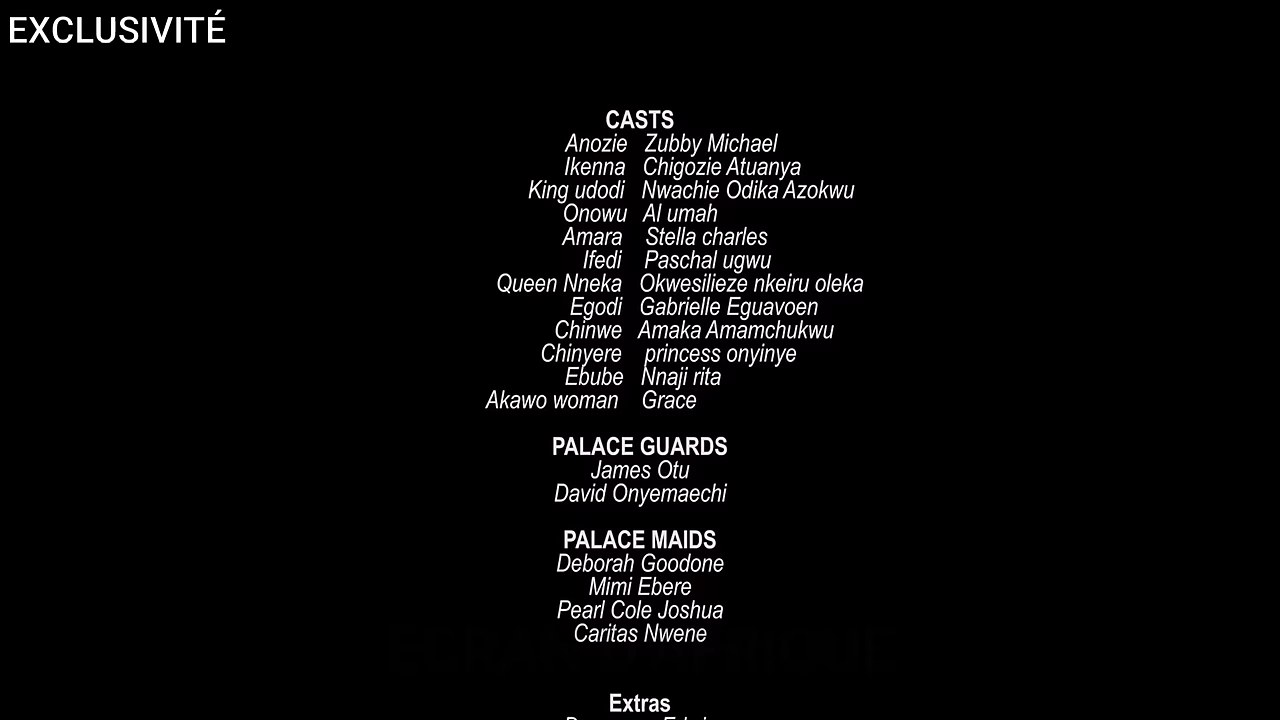 EXCLUSIVITÉ
CASTS
Anozie Zubby Michael
Ikenna Chigozie Atuanya
King udodi Nwachie Odika Azokwu
Onowu Al umah
Amara Stella charles
Ifedi Paschal ugwu
Queen Nneka Okwesilieze nkeiru oleka
Egodi Gabrielle Eguavoen
Chinwe Amaka Amamchukwu
Chinyere princess onyinye
Ebube Nnaji rita
Akawo woman Grace
PALACE GUARDS
James Otu
David Onyemaechi
PALACE MAIDS
Deborah Goodone
Mimi Ebere
Pearl Cole Joshua
Caritas Nwene
Extras